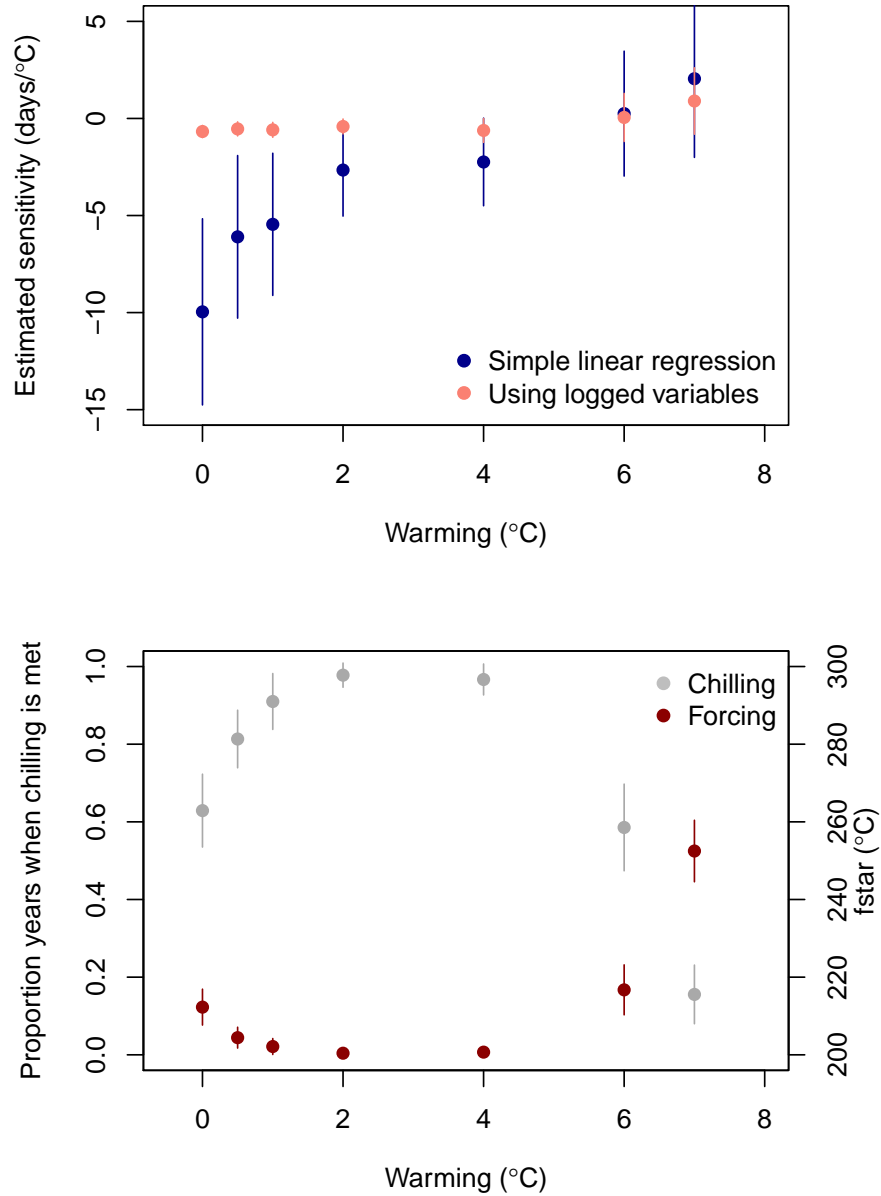 Estimated sensitivity (days/°C)
5
0
−5
−10
−15
Simple linear regression
Using logged variables
0 2 4 6 8
Warming (°C)
Proportion years when chilling is met
1.0
0.8
0.6
0.4
0.2
0.0
Chilling
Forcing
300
280
260
240
220
200
fstar (°C)
0 2 4 6 8
Warming (°C)